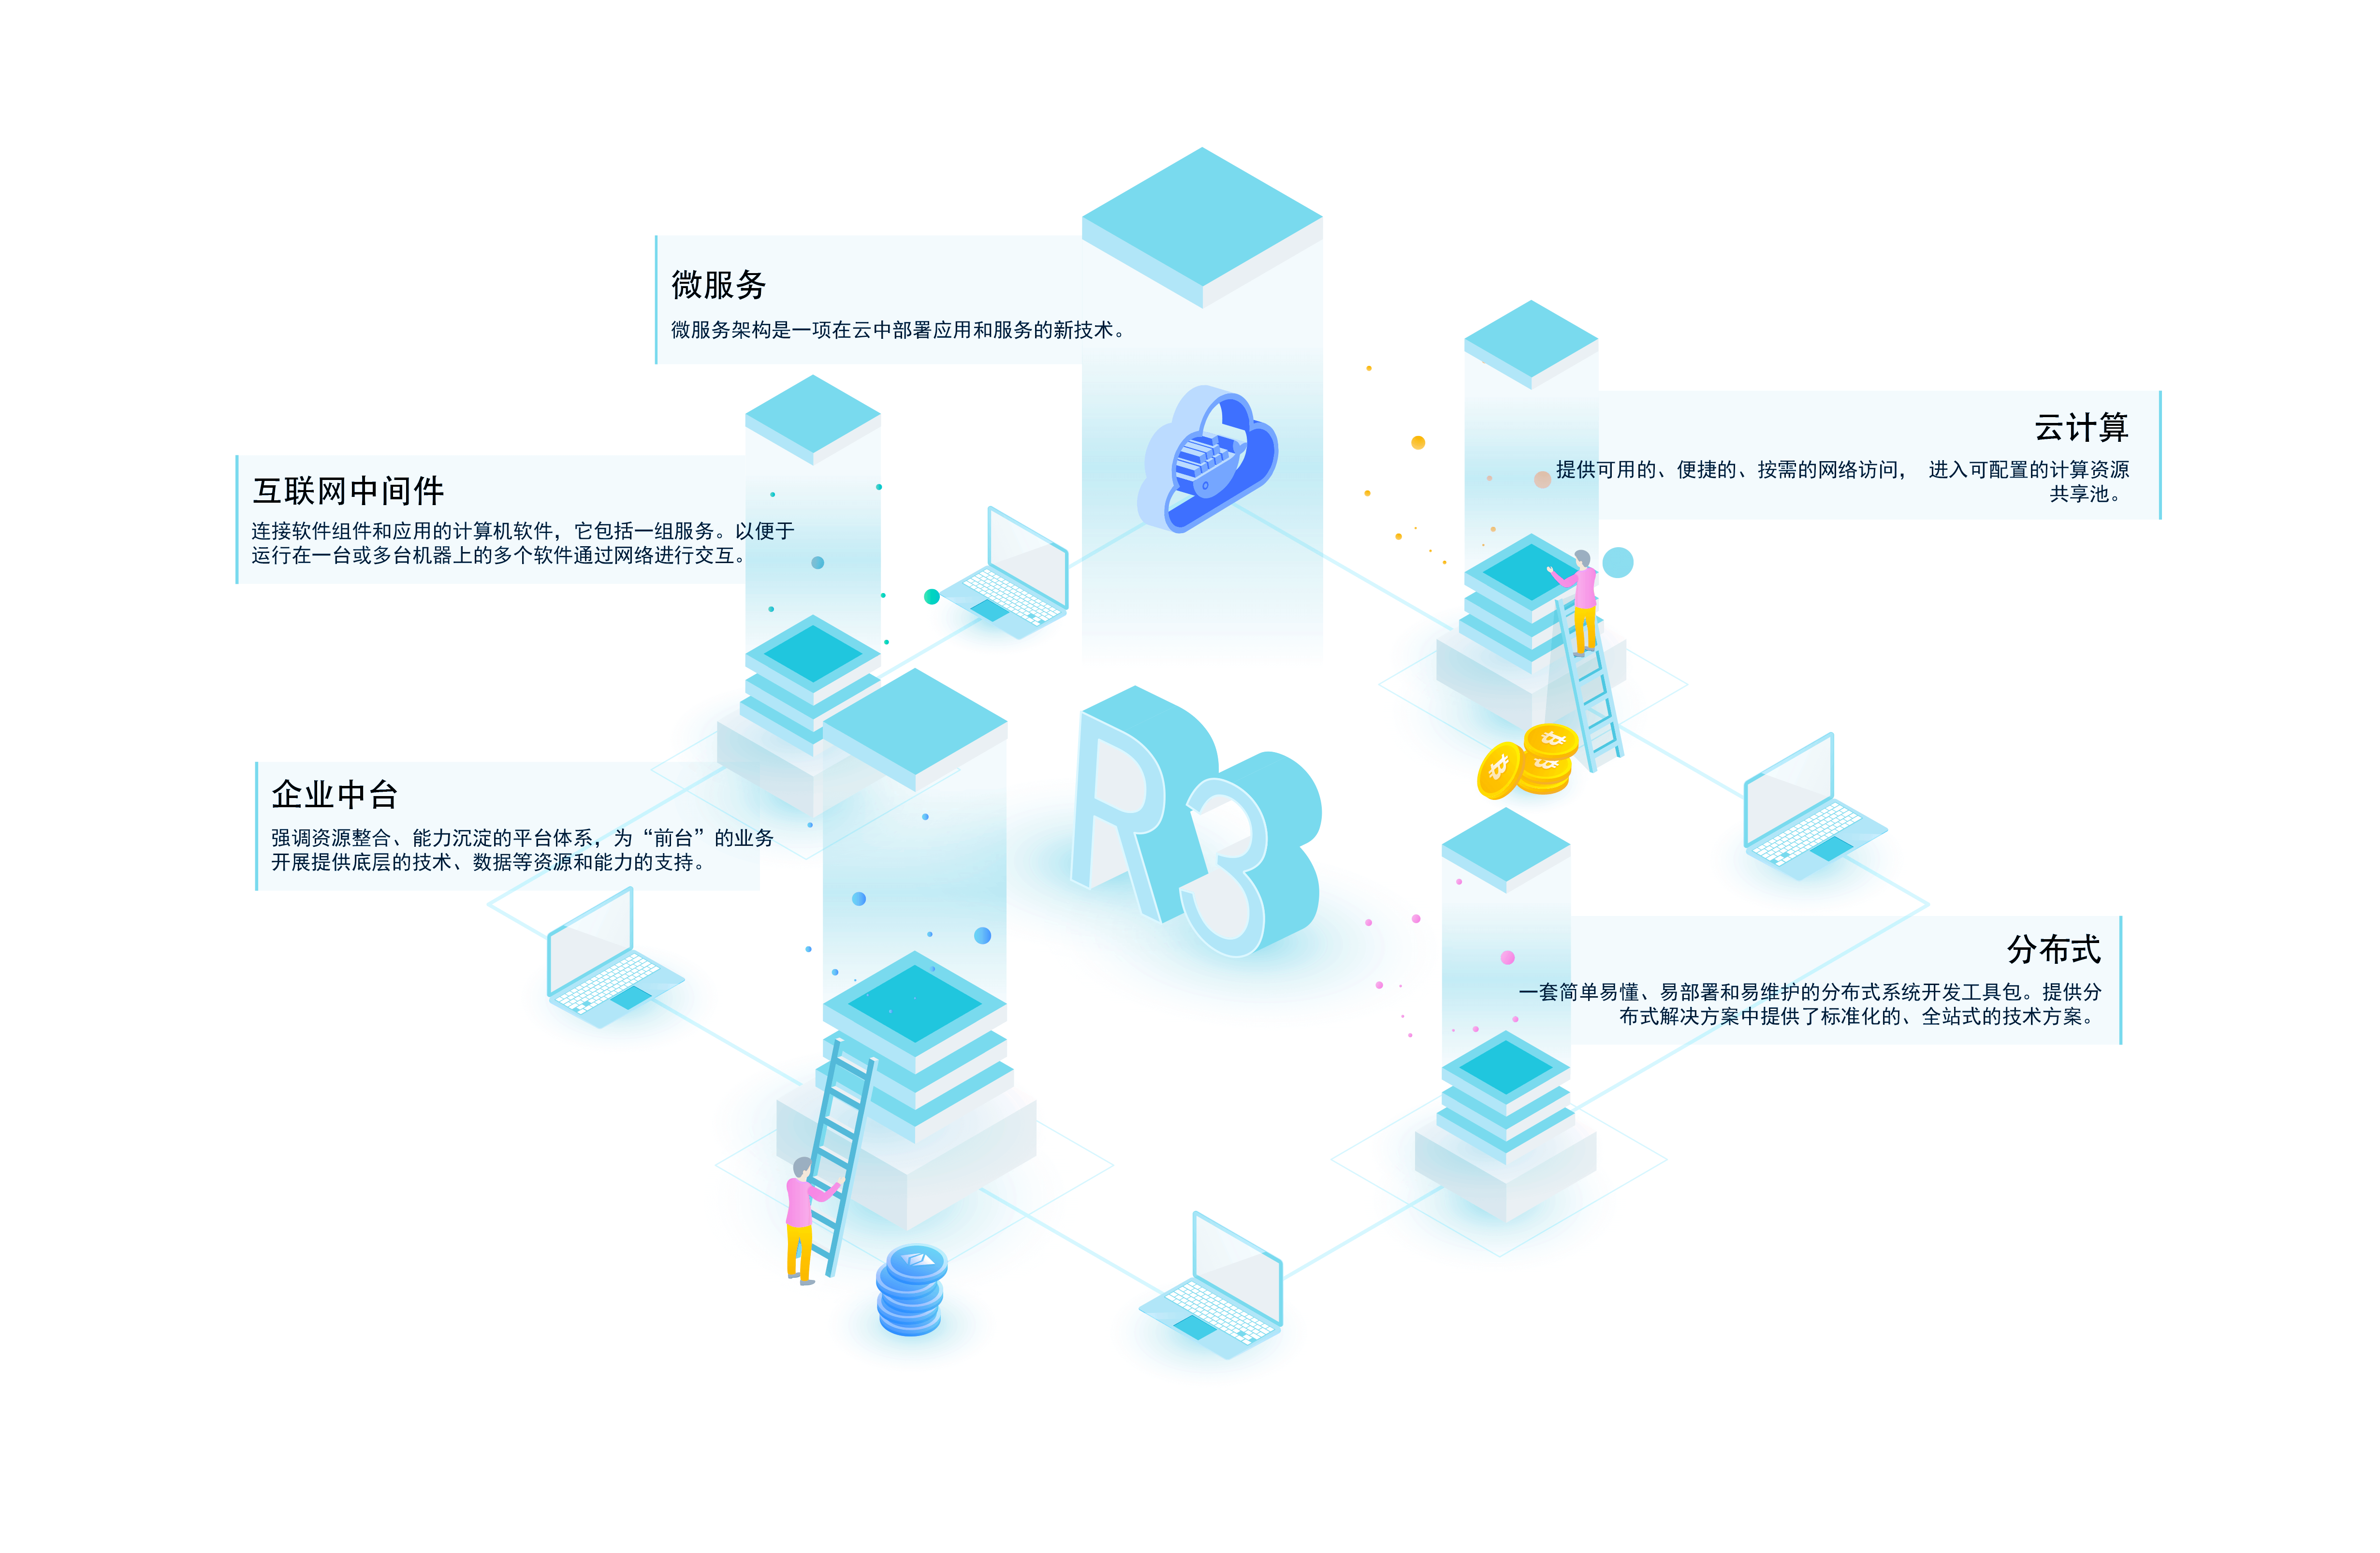 微服务
微服务架构是一项在云中部署应用和服务的新技术。
云计算
提供可用的、便捷的、按需的网络访问， 进入可配置的计算资源
共享池。
互联网中间件
连接软件组件和应用的计算机软件，它包括一组服务。以便于
运行在一台或多台机器上的多个软件通过网络进行交互。
R3
企业中台
强调资源整合、能力沉淀的平台体系，为“前台”的业务
开展提供底层的技术、数据等资源和能力的支持。
分布式
一套简单易懂、易部署和易维护的分布式系统开发工具包。提供分
布式解决方案中提供了标准化的、全站式的技术方案。